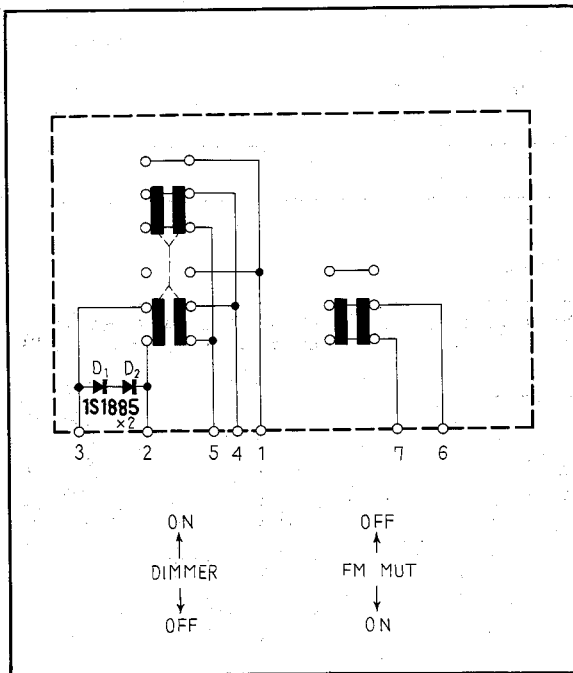 D1 D2
1S1885
×2
3 2 5 4 1 7 6
ON OFF
DIMMER FM MUT
OFF ON